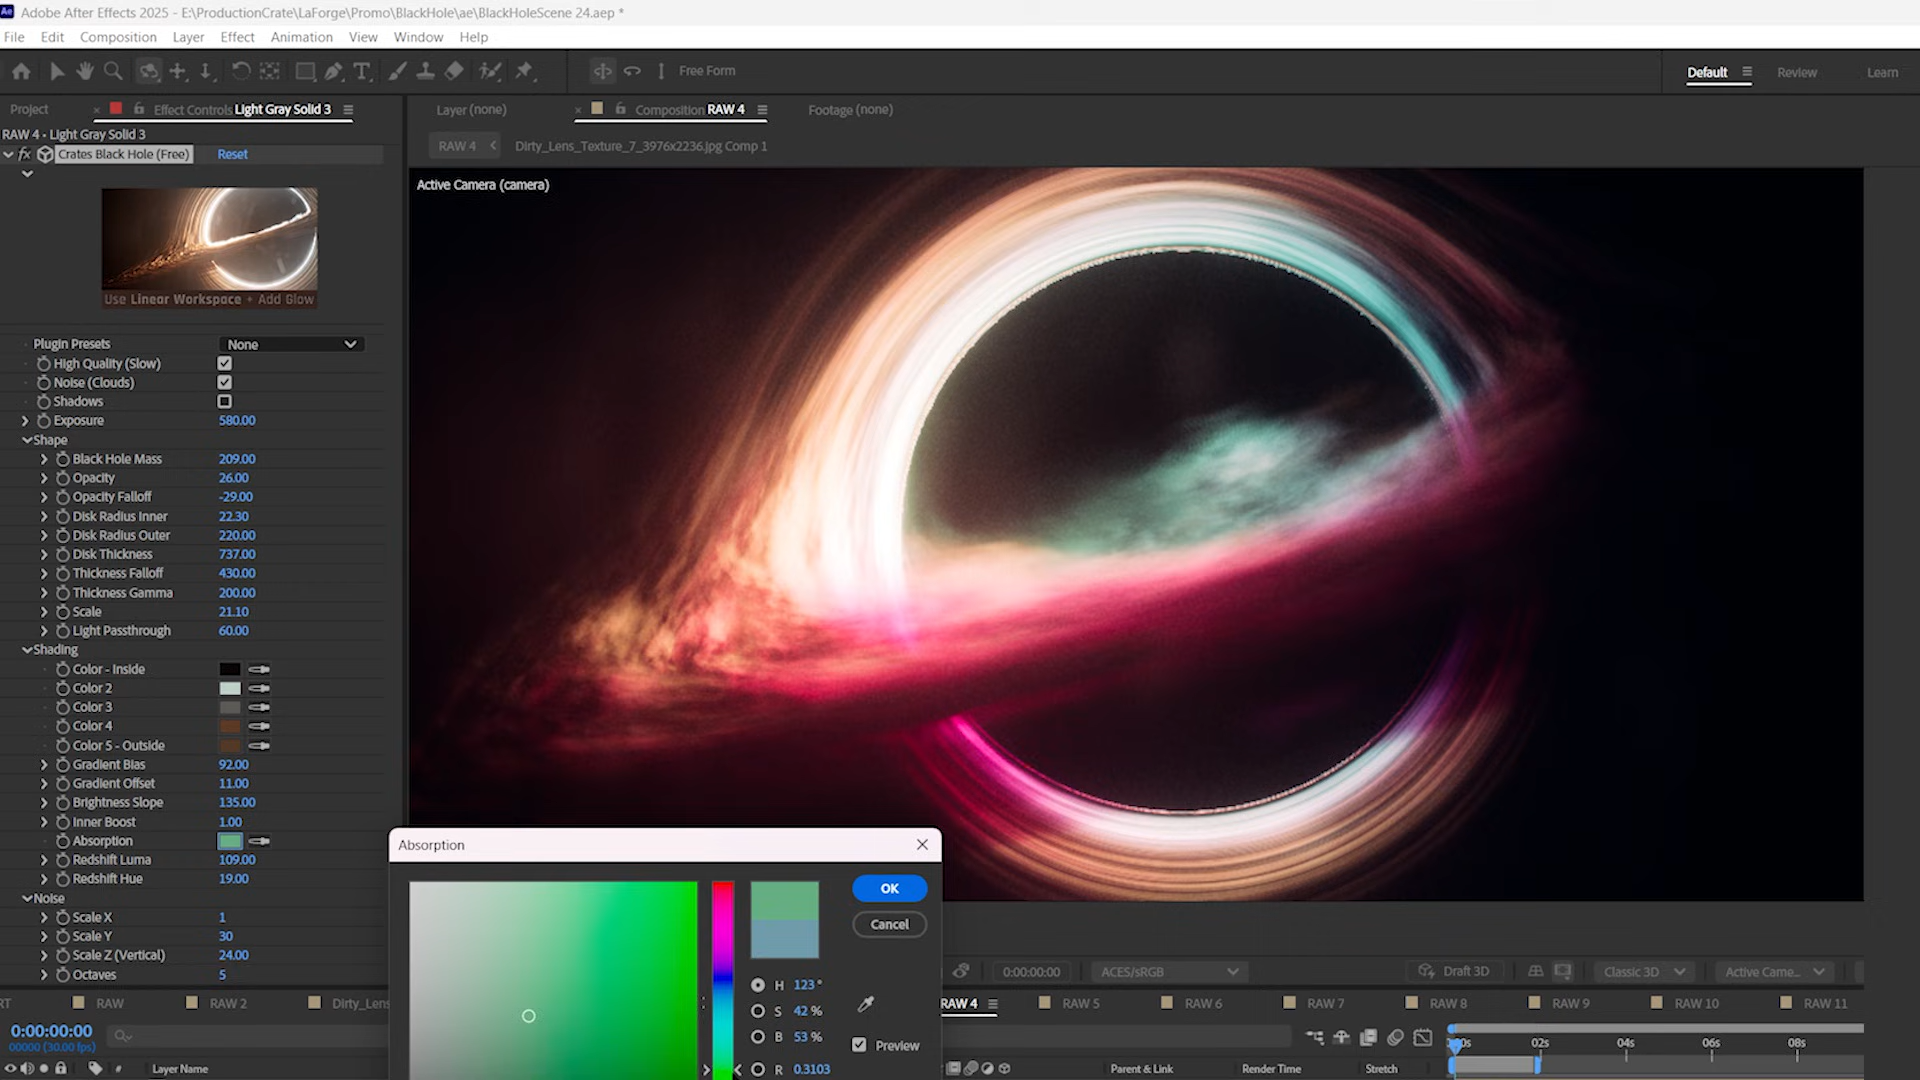 Ae Adobe After Effects 2025 - E:\ProductionCrate\LaForge\Promo\BlackHole\ae\BlackHoleScene 24.aep *
File Edit Composition Layer Effect Animation View Window Help
Free Form Default Review Learn
Project Effect Controls Light Gray Solid 3 Layer (none) Composition RAW 4 Footage (none)
RAW 4 - Light Gray Solid 3
RAW 4 Dirty_Lens_Texture_7_3976x2236.jpg Comp 1
fx Crates Black Hole (Free) Reset
Active Camera (camera)
Use Linear Workspace + Add Glow
Plugin Presets None
High Quality (Slow)
Noise (Clouds)
Shadows
Exposure 580.00
Shape
Black Hole Mass 209.00
Opacity 26.00
Opacity Falloff -29.00
Disk Radius Inner 22.30
Disk Radius Outer 220.00
Disk Thickness 737.00
Thickness Falloff 430.00
Thickness Gamma 200.00
Scale 21.10
Light Passthrough 60.00
Shading
Color - Inside
Color 2
Color 3
Color 4
Color 5 - Outside
Gradient Bias 92.00
Gradient Offset 11.00
Brightness Slope 135.00
Inner Boost 1.00
Absorption
Redshift Luma 109.00
Redshift Hue 19.00
Noise
Scale X 1
Scale Y 30
Scale Z (Vertical) 24.00
Octaves 5
Absorption
OK
Cancel
H 123°
S 42 %
B 53 %
R 0.3103
Preview
0:00:00:00 ACES/sRGB Draft 3D Classic 3D Active Came...
RT RAW RAW 2 Dirty_Lens RAW 4 RAW 5 RAW 6 RAW 7 RAW 8 RAW 9 RAW 10 RAW 11
0:00:00:00
00000 (30.00 fps)
02s 04s 06s 08s
# Layer Name Parent & Link Render Time Stretch